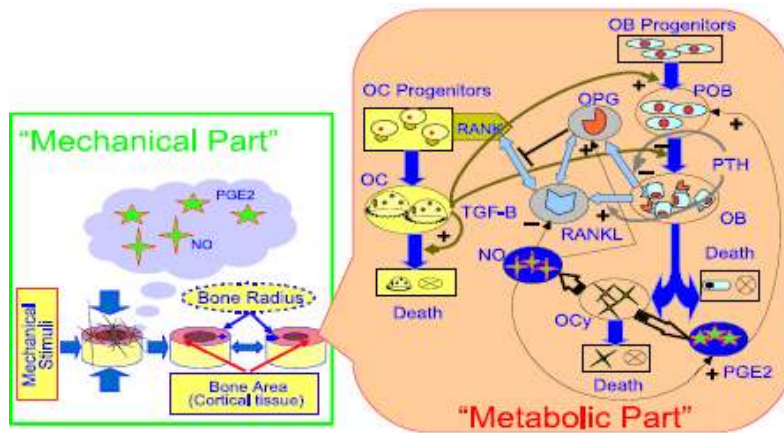 "Mechanical Part"
PGE2
NO
Mechanical
Stimuli
Bone Radius
Bone Area
(Cortical tissue)
OB Progenitors
OC Progenitors
OPG
POB
RANK
+
+
+
PTH
OC
TGF-B
OB
RANKL
NO
Death
Death
OCy
Death
+ PGE2
"Metabolic Part"